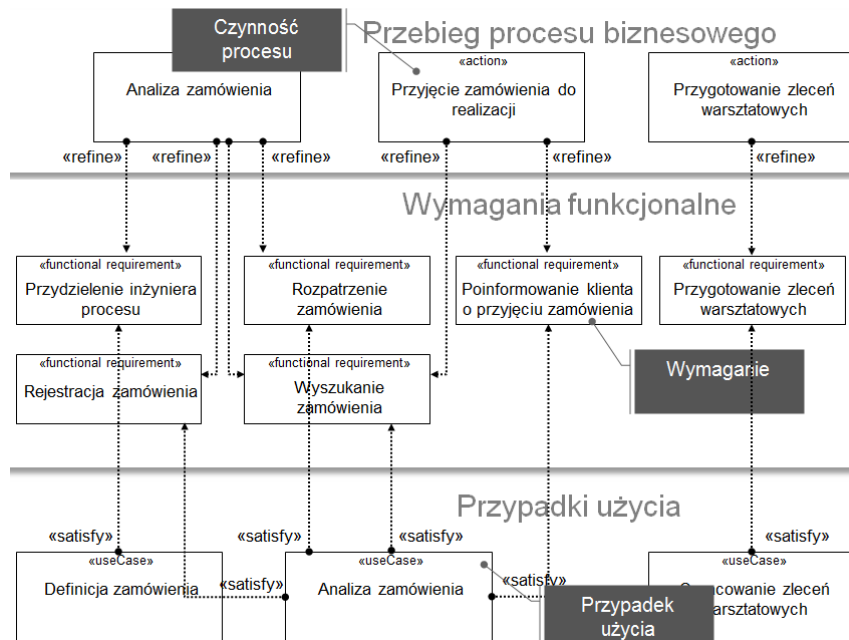 Czynność
procesu
Przebieg procesu biznesowego
«action»
«action»
Analiza zamówienia
Przyjęcie zamówienia do
realizacji
Przygotowanie zleceń
warsztatowych
«refine»
«refine»
«refine»
«refine»
«refine»
«refine»
Wymagania funkcjonalne
«functional requirement»
Przydzielenie inżyniera
procesu
«functional requirement»
Rozpatrzenie
zamówienia
«functional requirement»
Poinformowanie klienta
o przyjęciu zamówienia
«functional requirement»
Przygotowanie zleceń
warsztatowych
«functional requirement»
Rejestracja zamówienia
«functional requirement»
Wyszukanie
zamówienia
Wymaganie
Przypadki użycia
«satisfy»
«satisfy»
«satisfy»
«satisfy»
«useCase»
Definicja zamówienia
«satisfy»
«useCase»
Analiza zamówienia
«satisfy»
«useCase»
zleceń
warsztatowych
Przypadek
użycia